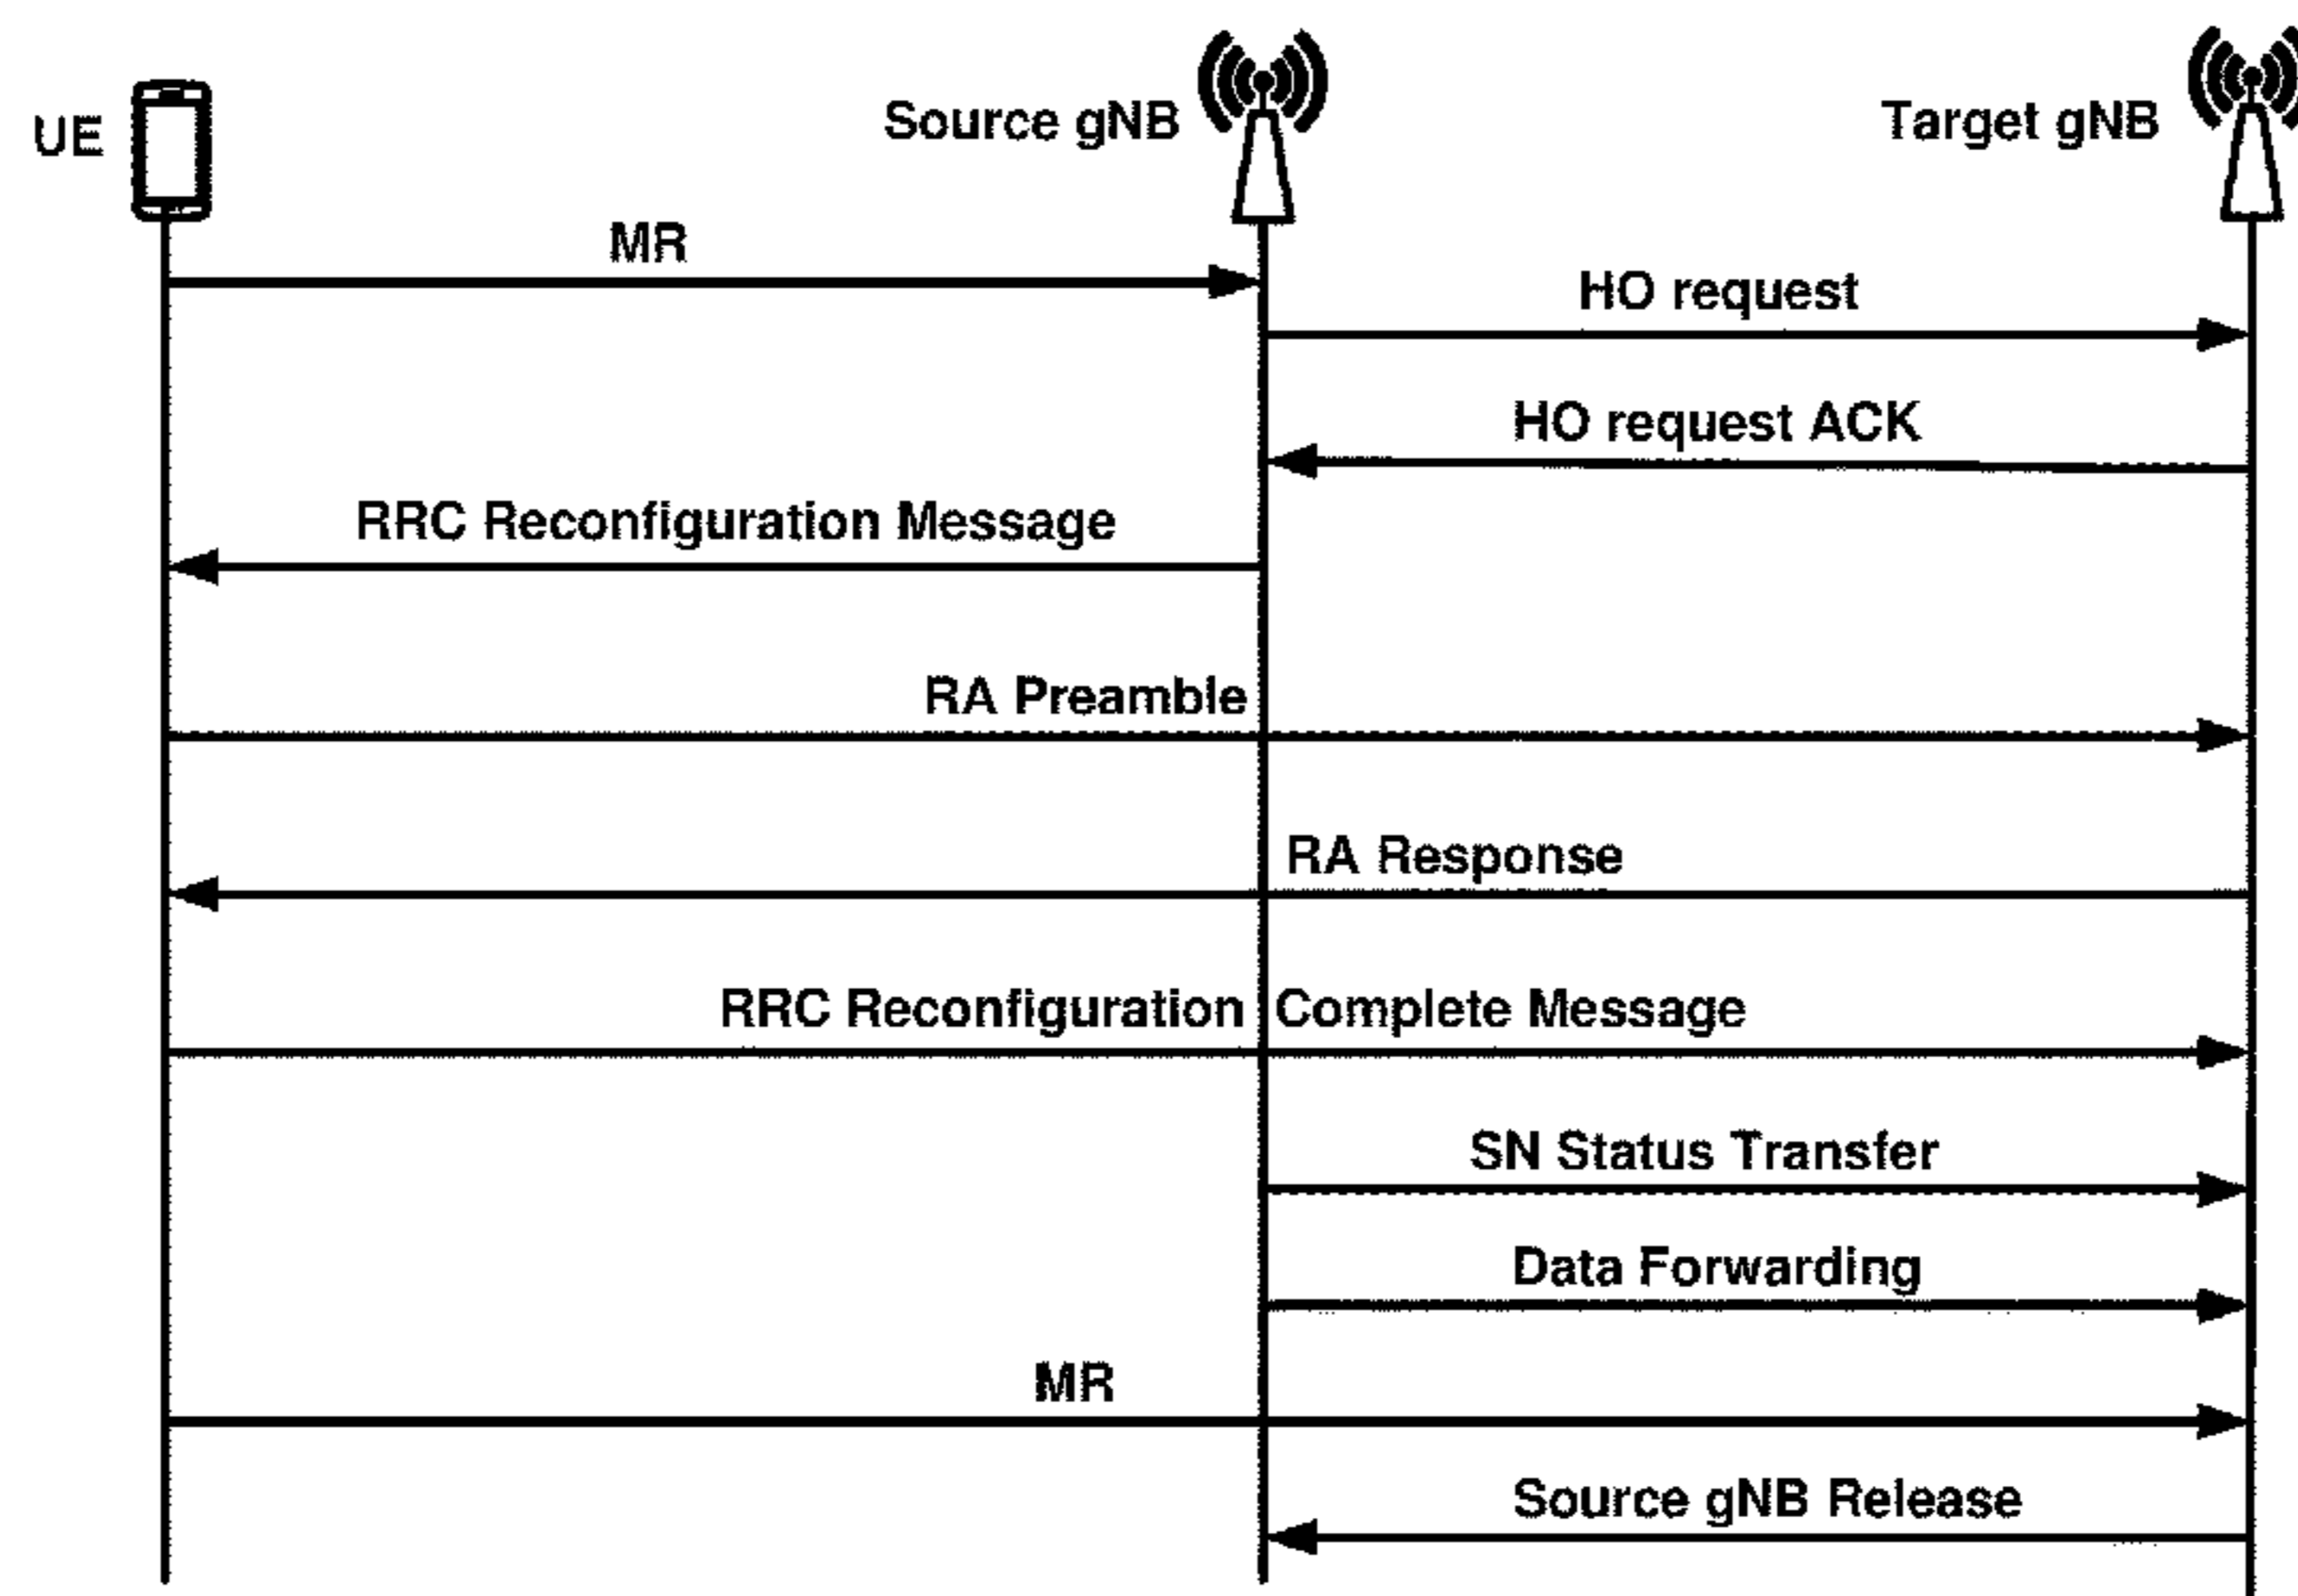 UE
Source gNB
Target gNB
MR
HO request
HO request ACK
RRC Reconfiguration Message
RA Preamble
RA Response
RRC Reconfiguration Complete Message
SN Status Transfer
Data Forwarding
MR
Source gNB Release